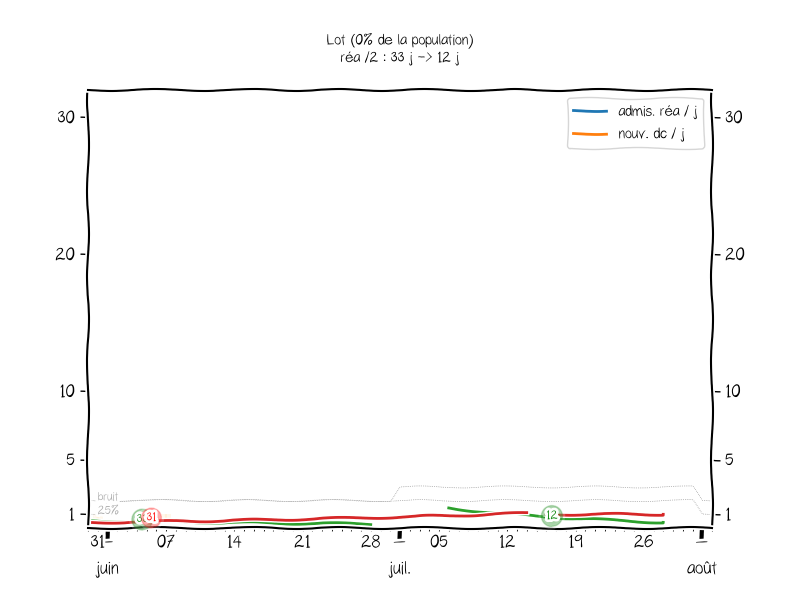 Lot (0% de la population)
réa /2 : 33 j -> 12 j
admis. réa / j
nouv. dc / j
30
30
20
20
10
10
5
5
bruit
25%
1
1
31
12
31
07
14
21
28
05
12
19
26
juin
juil.
août